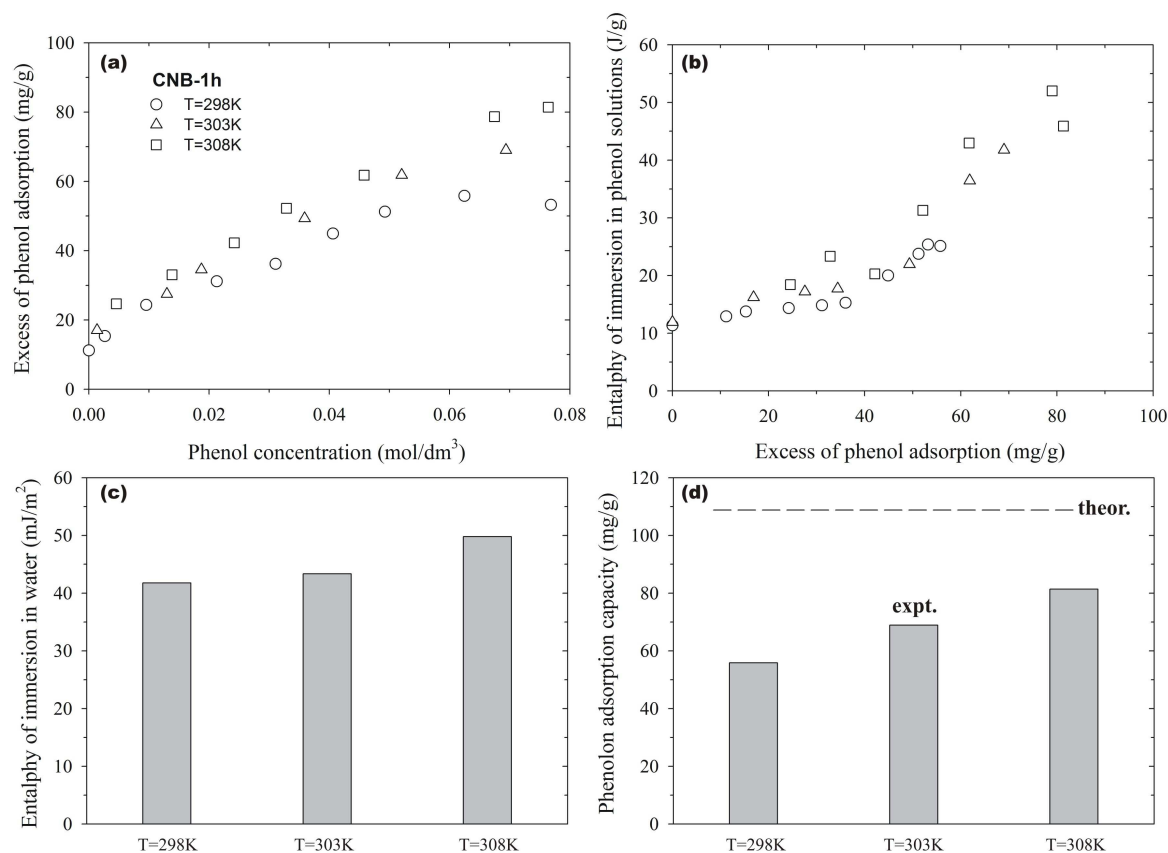 (a)
CNB-1h
T=298K
T=303K
T=308K
Excess of phenol adsorption (mg/g)
100
80
60
40
20
0
0.00 0.02 0.04 0.06 0.08
Phenol concentration (mol/dm³)
(b)
Entalphy of immersion in phenol solutions (J/g)
60
50
40
30
20
10
0
0 20 40 60 80 100
Excess of phenol adsorption (mg/g)
(c)
Entalphy of immersion in water (mJ/m²)
60
50
40
30
20
10
0
T=298K T=303K T=308K
(d)
theor.
expt.
Phenolon adsorption capacity (mg/g)
120
100
80
60
40
20
0
T=298K T=303K T=308K